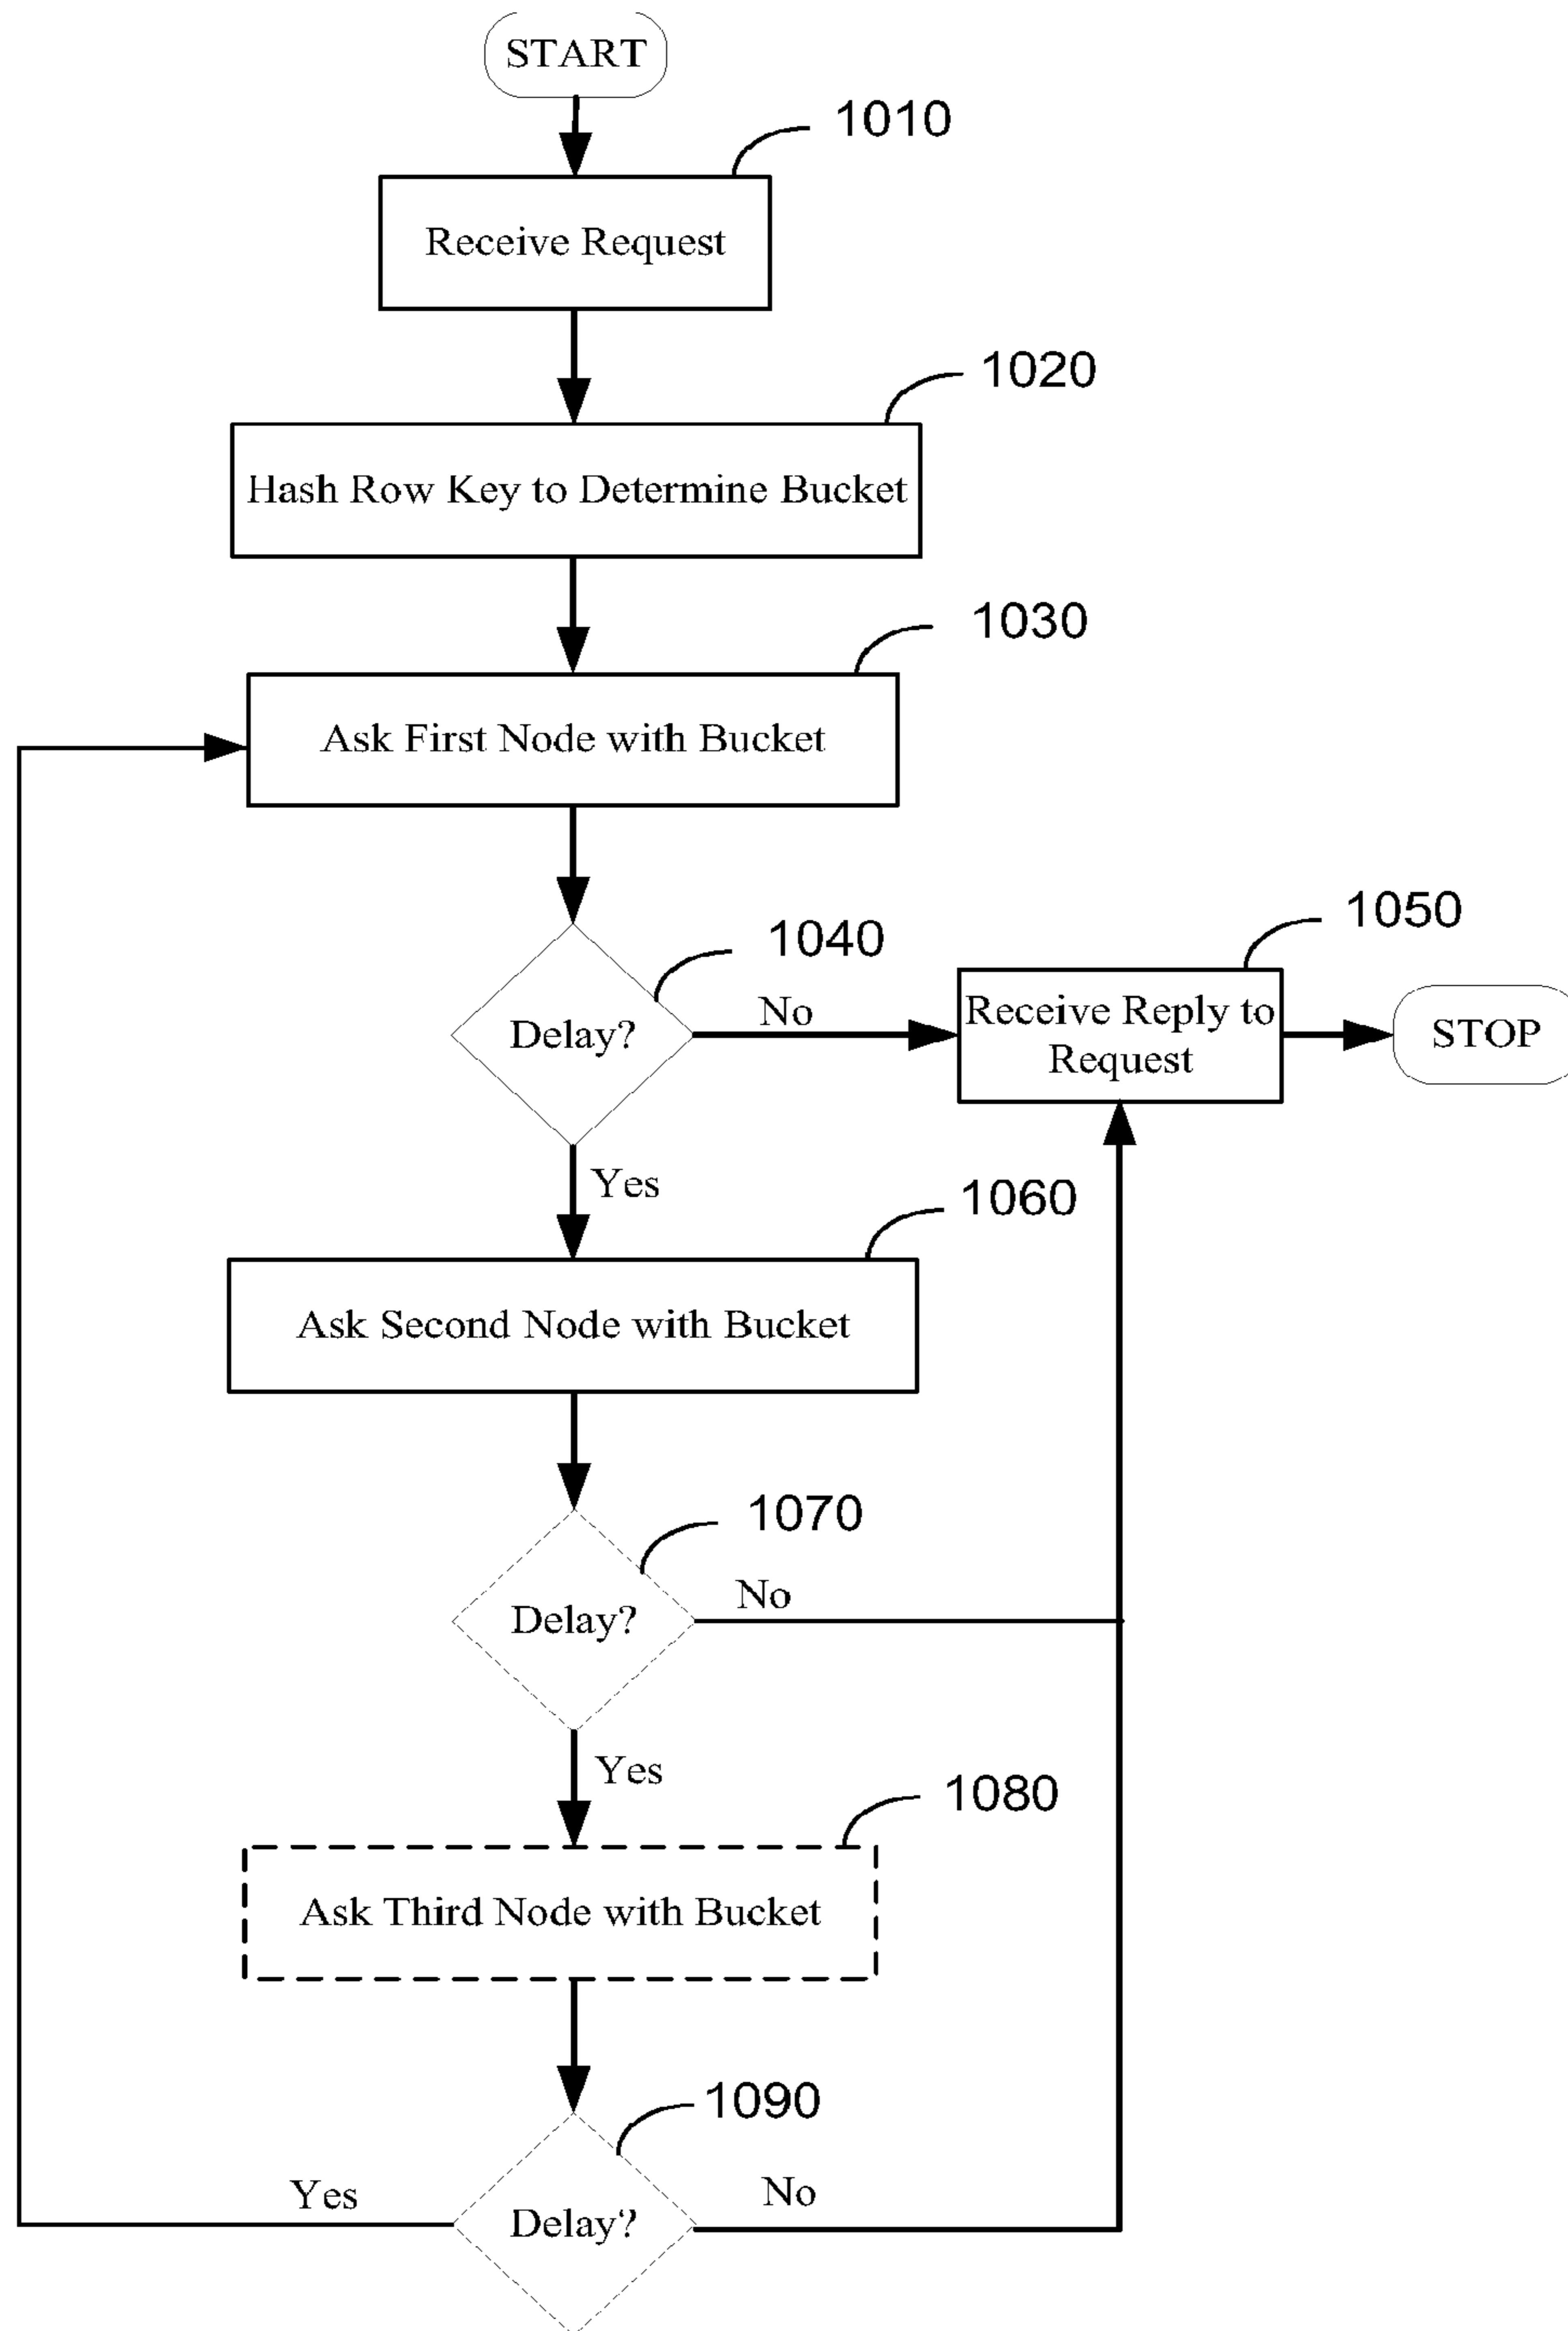 START
1010
Receive Request
1020
Hash Row Key to Determine Bucket
1030
Ask First Node with Bucket
1040
Delay?
No
1050
Receive Reply to
Request
STOP
Yes
1060
Ask Second Node with Bucket
1070
Delay?
No
Yes
1080
Ask Third Node with Bucket
1090
Delay?
Yes
No